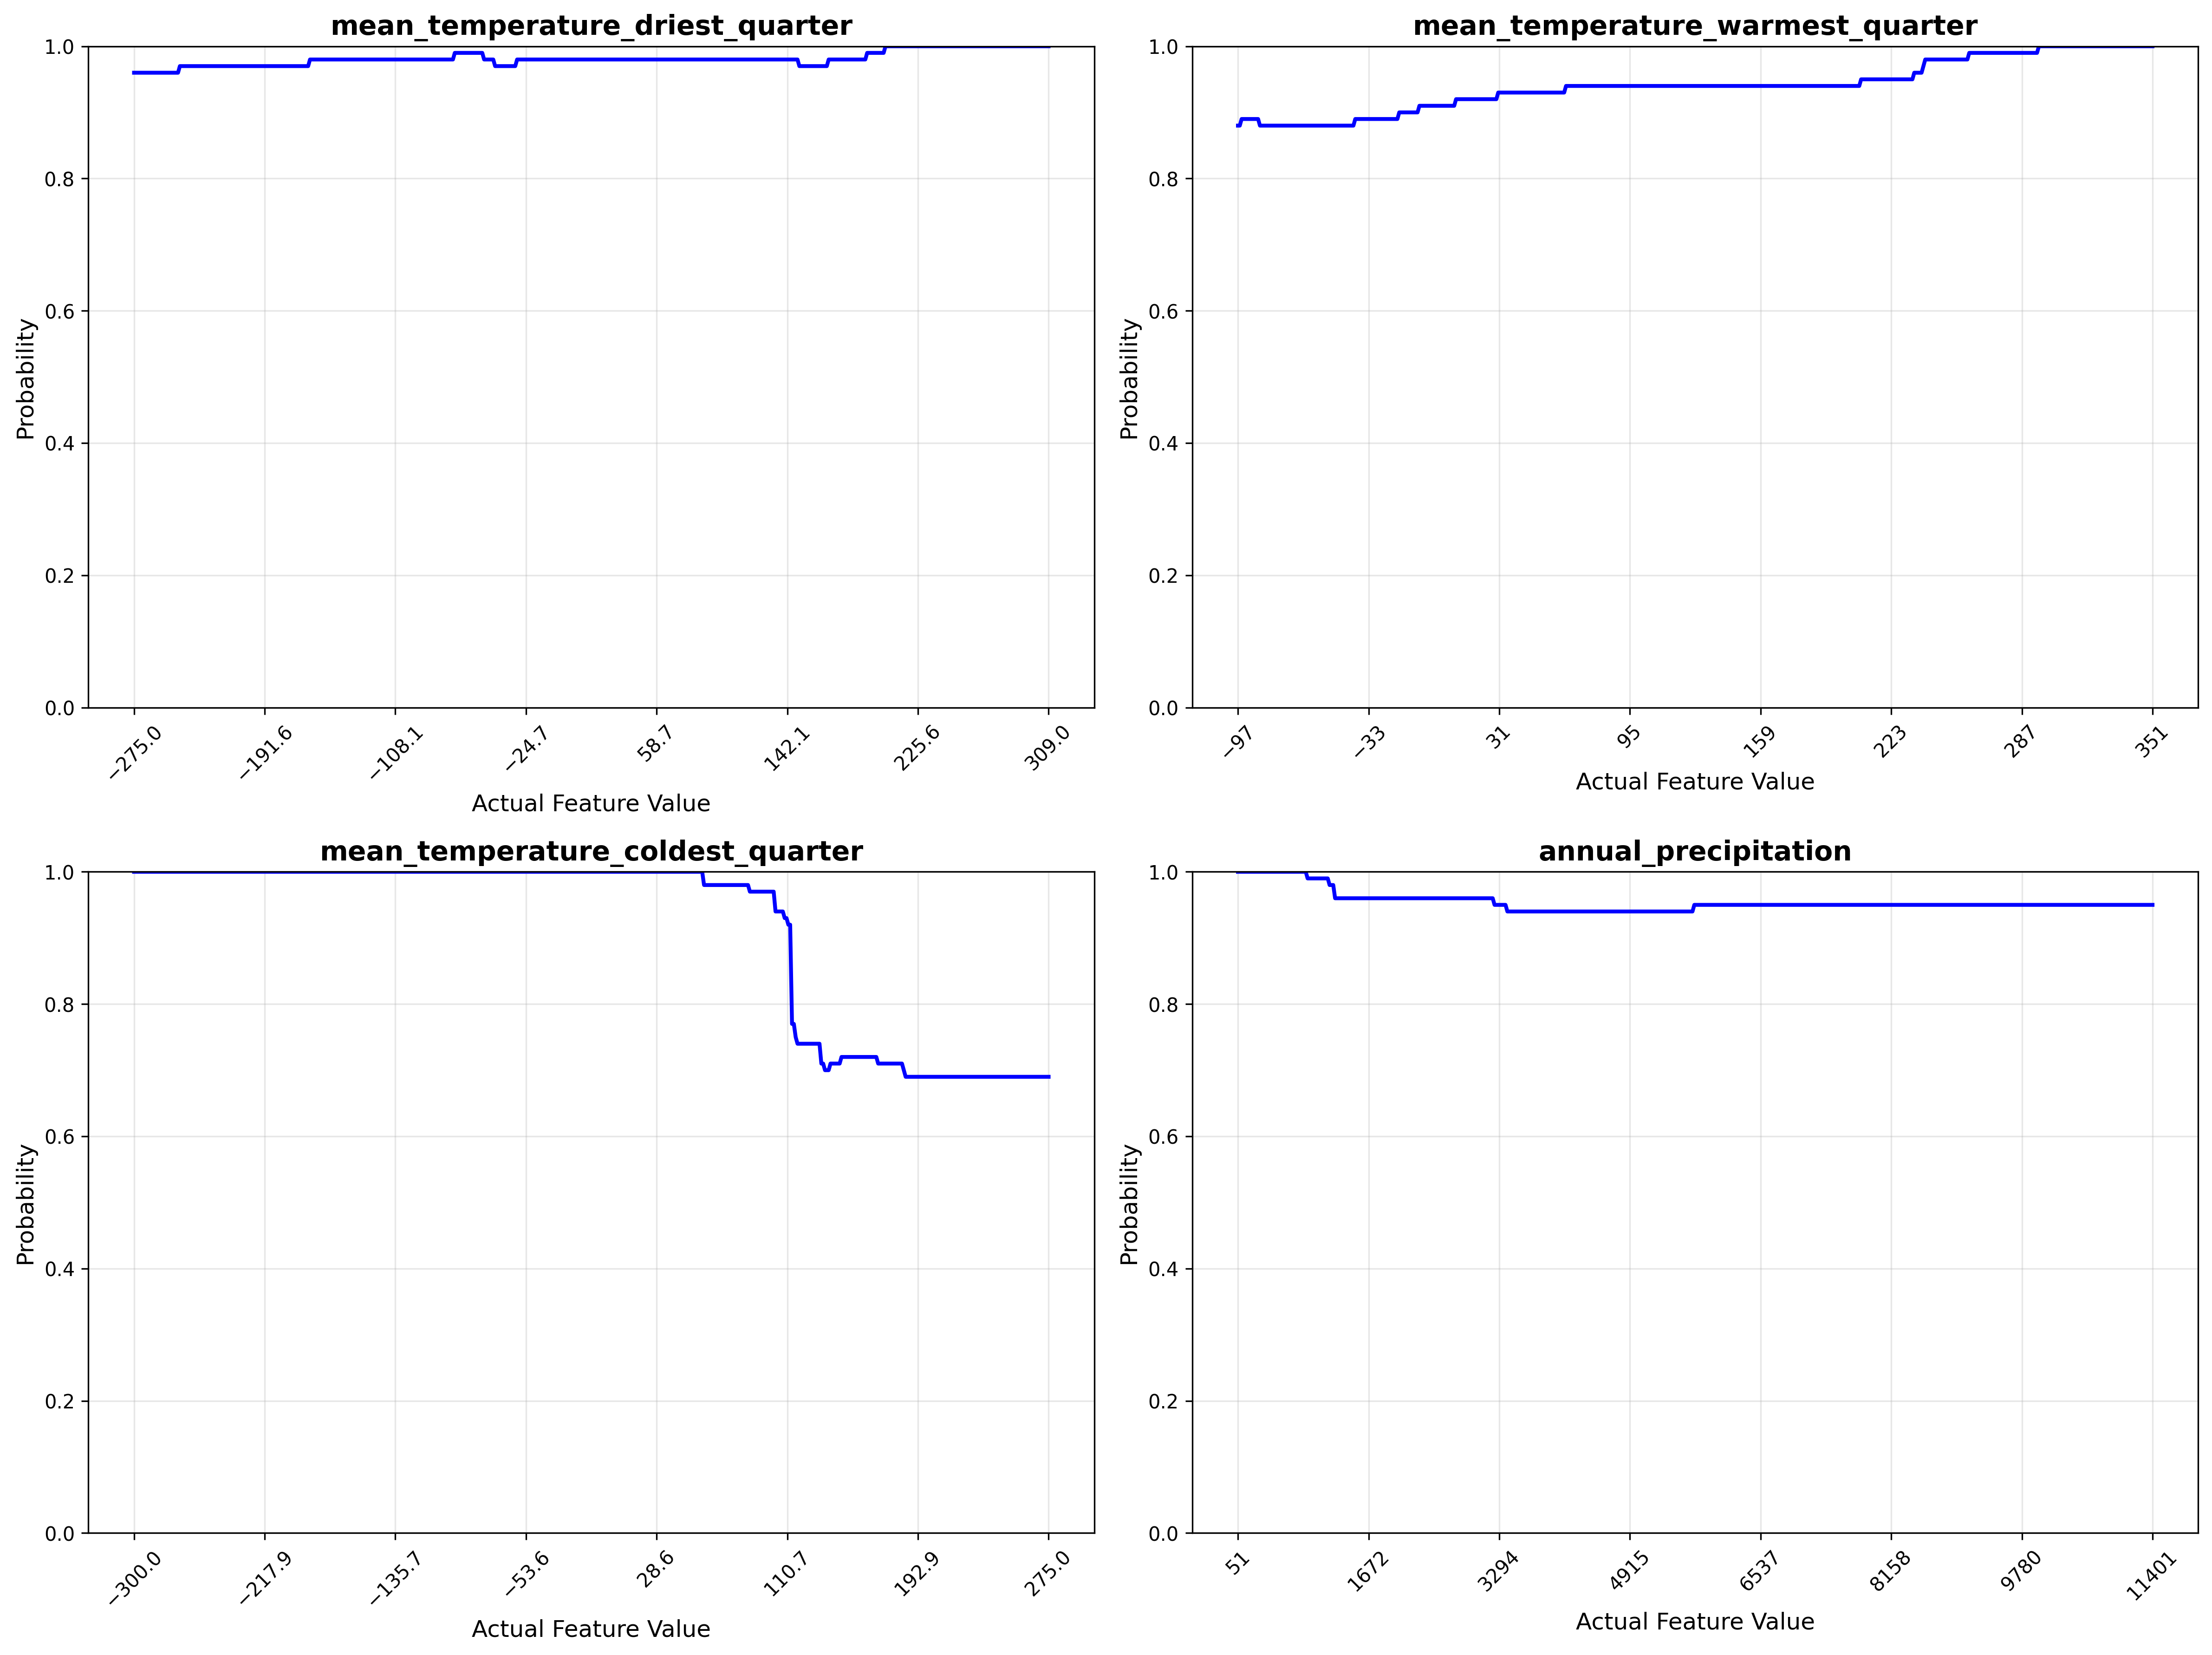 mean_temperature_driest_quarter
1.0
0.8
0.6
0.4
0.2
0.0
Probability
−275.0 −191.6 −108.1 −24.7 58.7 142.1 225.6 309.0
Actual Feature Value
mean_temperature_warmest_quarter
1.0
0.8
0.6
0.4
0.2
0.0
Probability
−97 −33 31 95 159 223 287 351
Actual Feature Value
mean_temperature_coldest_quarter
1.0
0.8
0.6
0.4
0.2
0.0
Probability
−300.0 −217.9 −135.7 −53.6 28.6 110.7 192.9 275.0
Actual Feature Value
annual_precipitation
1.0
0.8
0.6
0.4
0.2
0.0
Probability
51 1672 3294 4915 6537 8158 9780 11401
Actual Feature Value